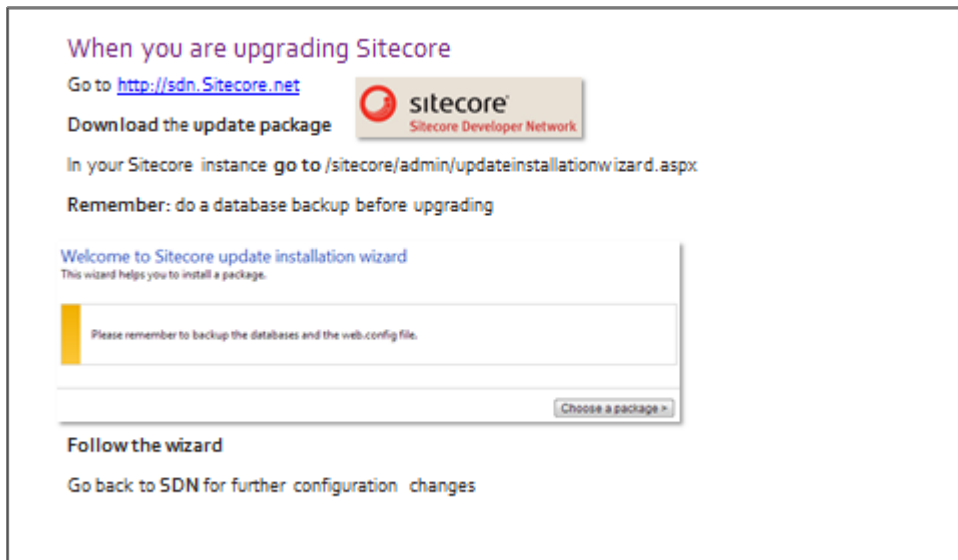 When you are upgrading Sitecore
Go to http://sdn.Sitecore.net
sitecore
Sitecore Developer Network
Download the update package
In your Sitecore instance go to /sitecore/admin/updateinstallationwizard.aspx
Remember: do a database backup before upgrading
Welcome to Sitecore update installation wizard
This wizard helps you to install a package.
Please remember to backup the databases and the web.config file.
Choose a package >
Follow the wizard
Go back to SDN for further configuration changes